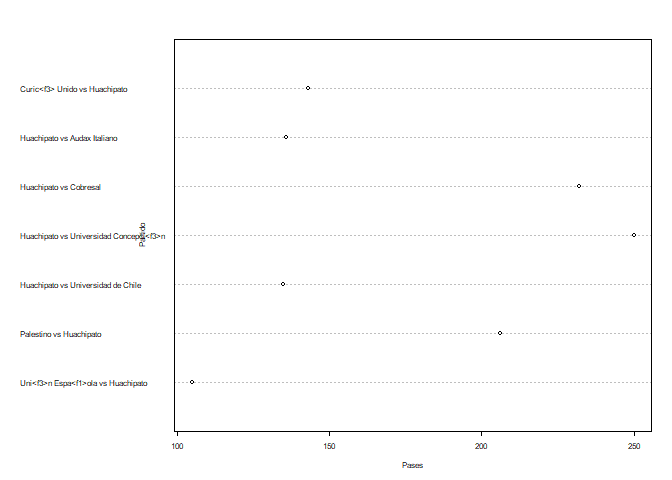 Curic<f3> Unido vs Huachipato
Huachipato vs Audax Italiano
Huachipato vs Cobresal
Huachipato vs Universidad Concepci<f3>n
Partido
Huachipato vs Universidad de Chile
Palestino vs Huachipato
Uni<f3>n Espa<f1>ola vs Huachipato
100 150 200 250
Pases